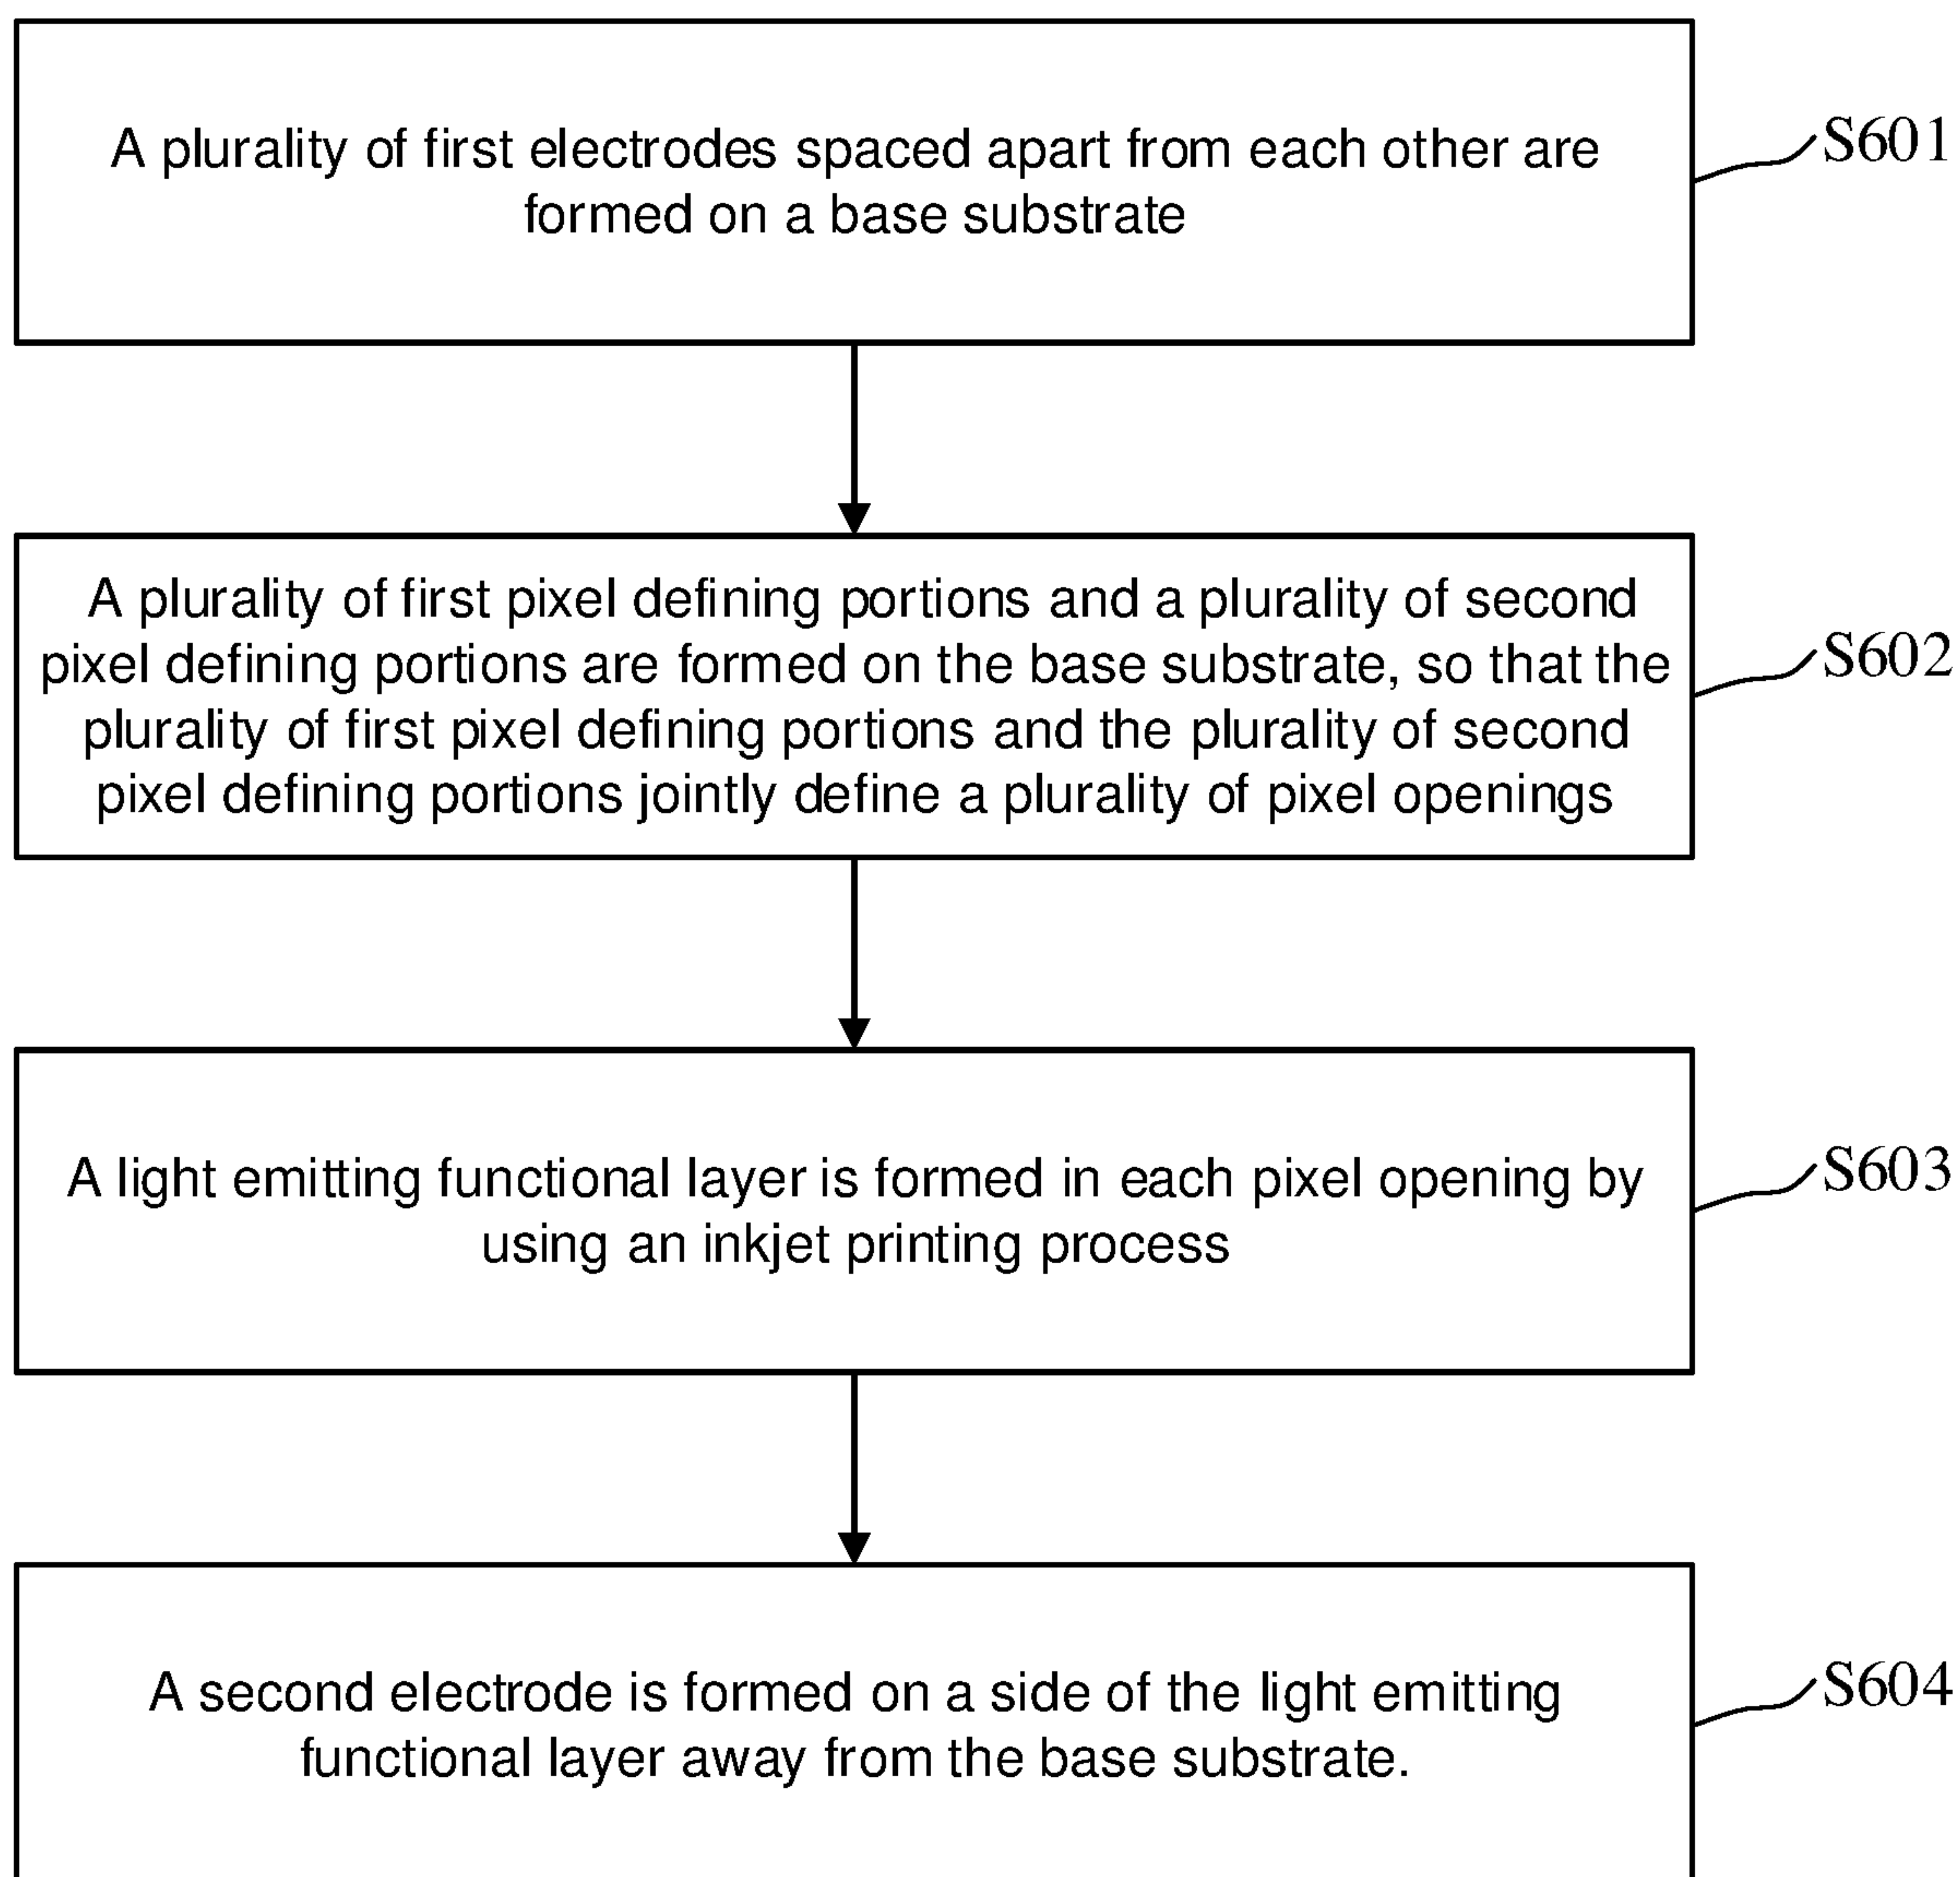 A plurality of first electrodes spaced apart from each other are
formed on a base substrate
S601
A plurality of first pixel defining portions and a plurality of second
pixel defining portions are formed on the base substrate, so that the
plurality of first pixel defining portions and the plurality of second
pixel defining portions jointly define a plurality of pixel openings
S602
A light emitting functional layer is formed in each pixel opening by
using an inkjet printing process
S603
A second electrode is formed on a side of the light emitting
functional layer away from the base substrate.
S604